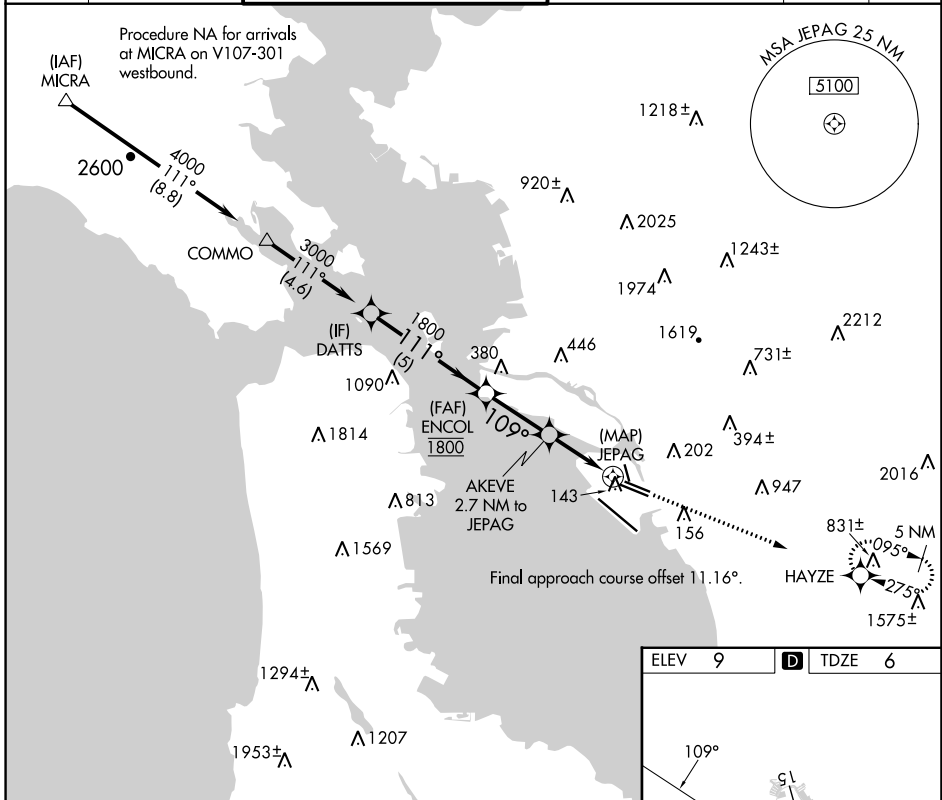 Procedure NA for arrivals
at MICRA on V107-301
westbound.
(IAF)
MICRA
MSA JEPAG 25 NM
5100
1218±
2600
4000
111°
(8.8)
920±
2025
COMMO
3000
111°
(4.6)
1243±
1974
(IF)
DATTS
1800
111°
(5)
380
446
1619
2212
731±
1090
(FAF)
ENCOL
1800
109°
(MAP)
JEPAG
1814
202
394±
2016
AKEVE
2.7 NM to
JEPAG
143
947
813
156
831±
5 NM
095°
1569
Final approach course offset 11.16°.
HAYZE
275°
1575±
ELEV 9
D
TDZE 6
1294±
109°
1207
1953±
15